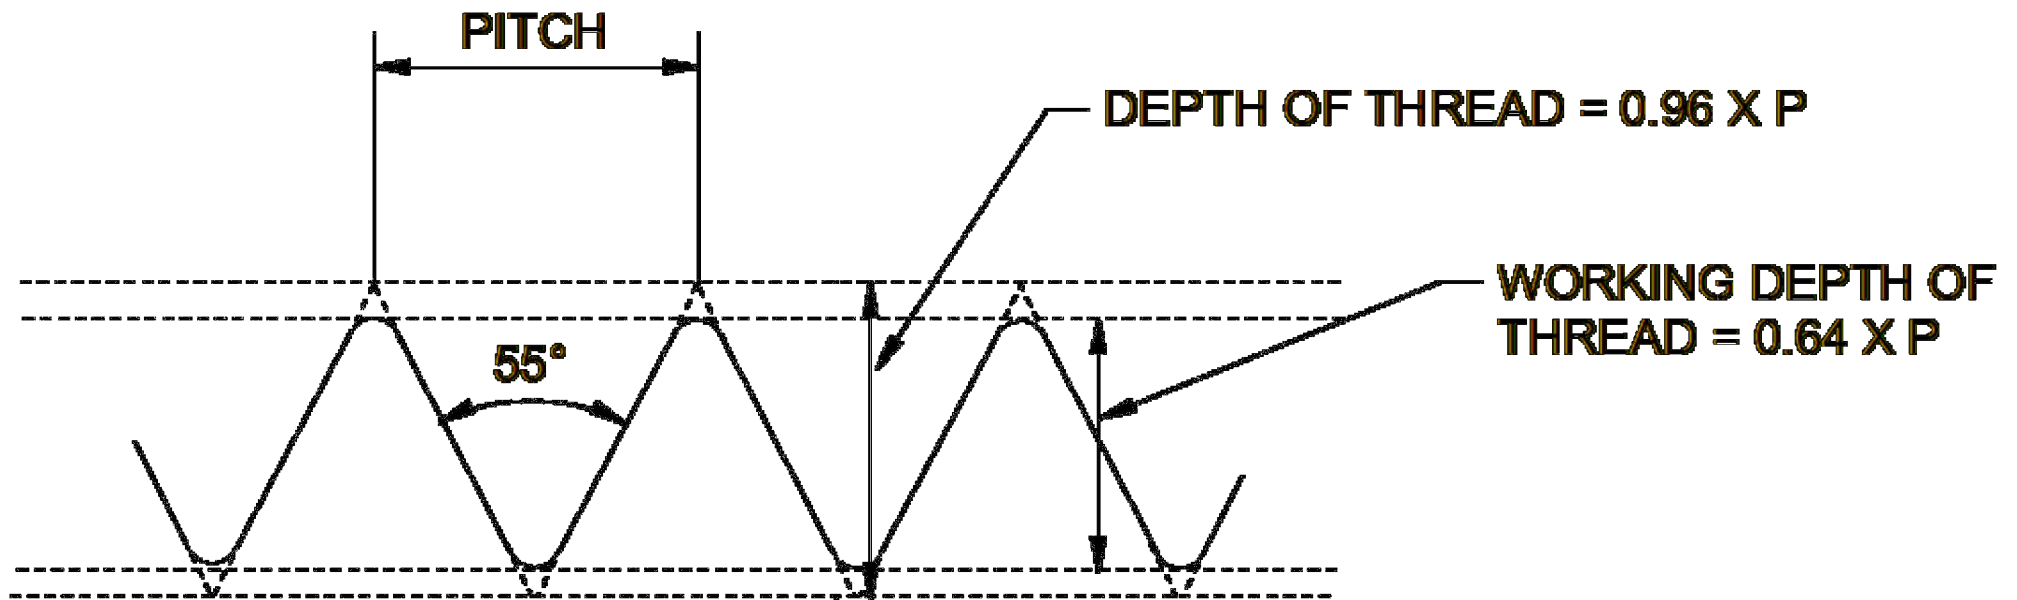 PITCH
DEPTH OF THREAD = 0.96 X P
WORKING DEPTH OF
THREAD = 0.64 X P
55°